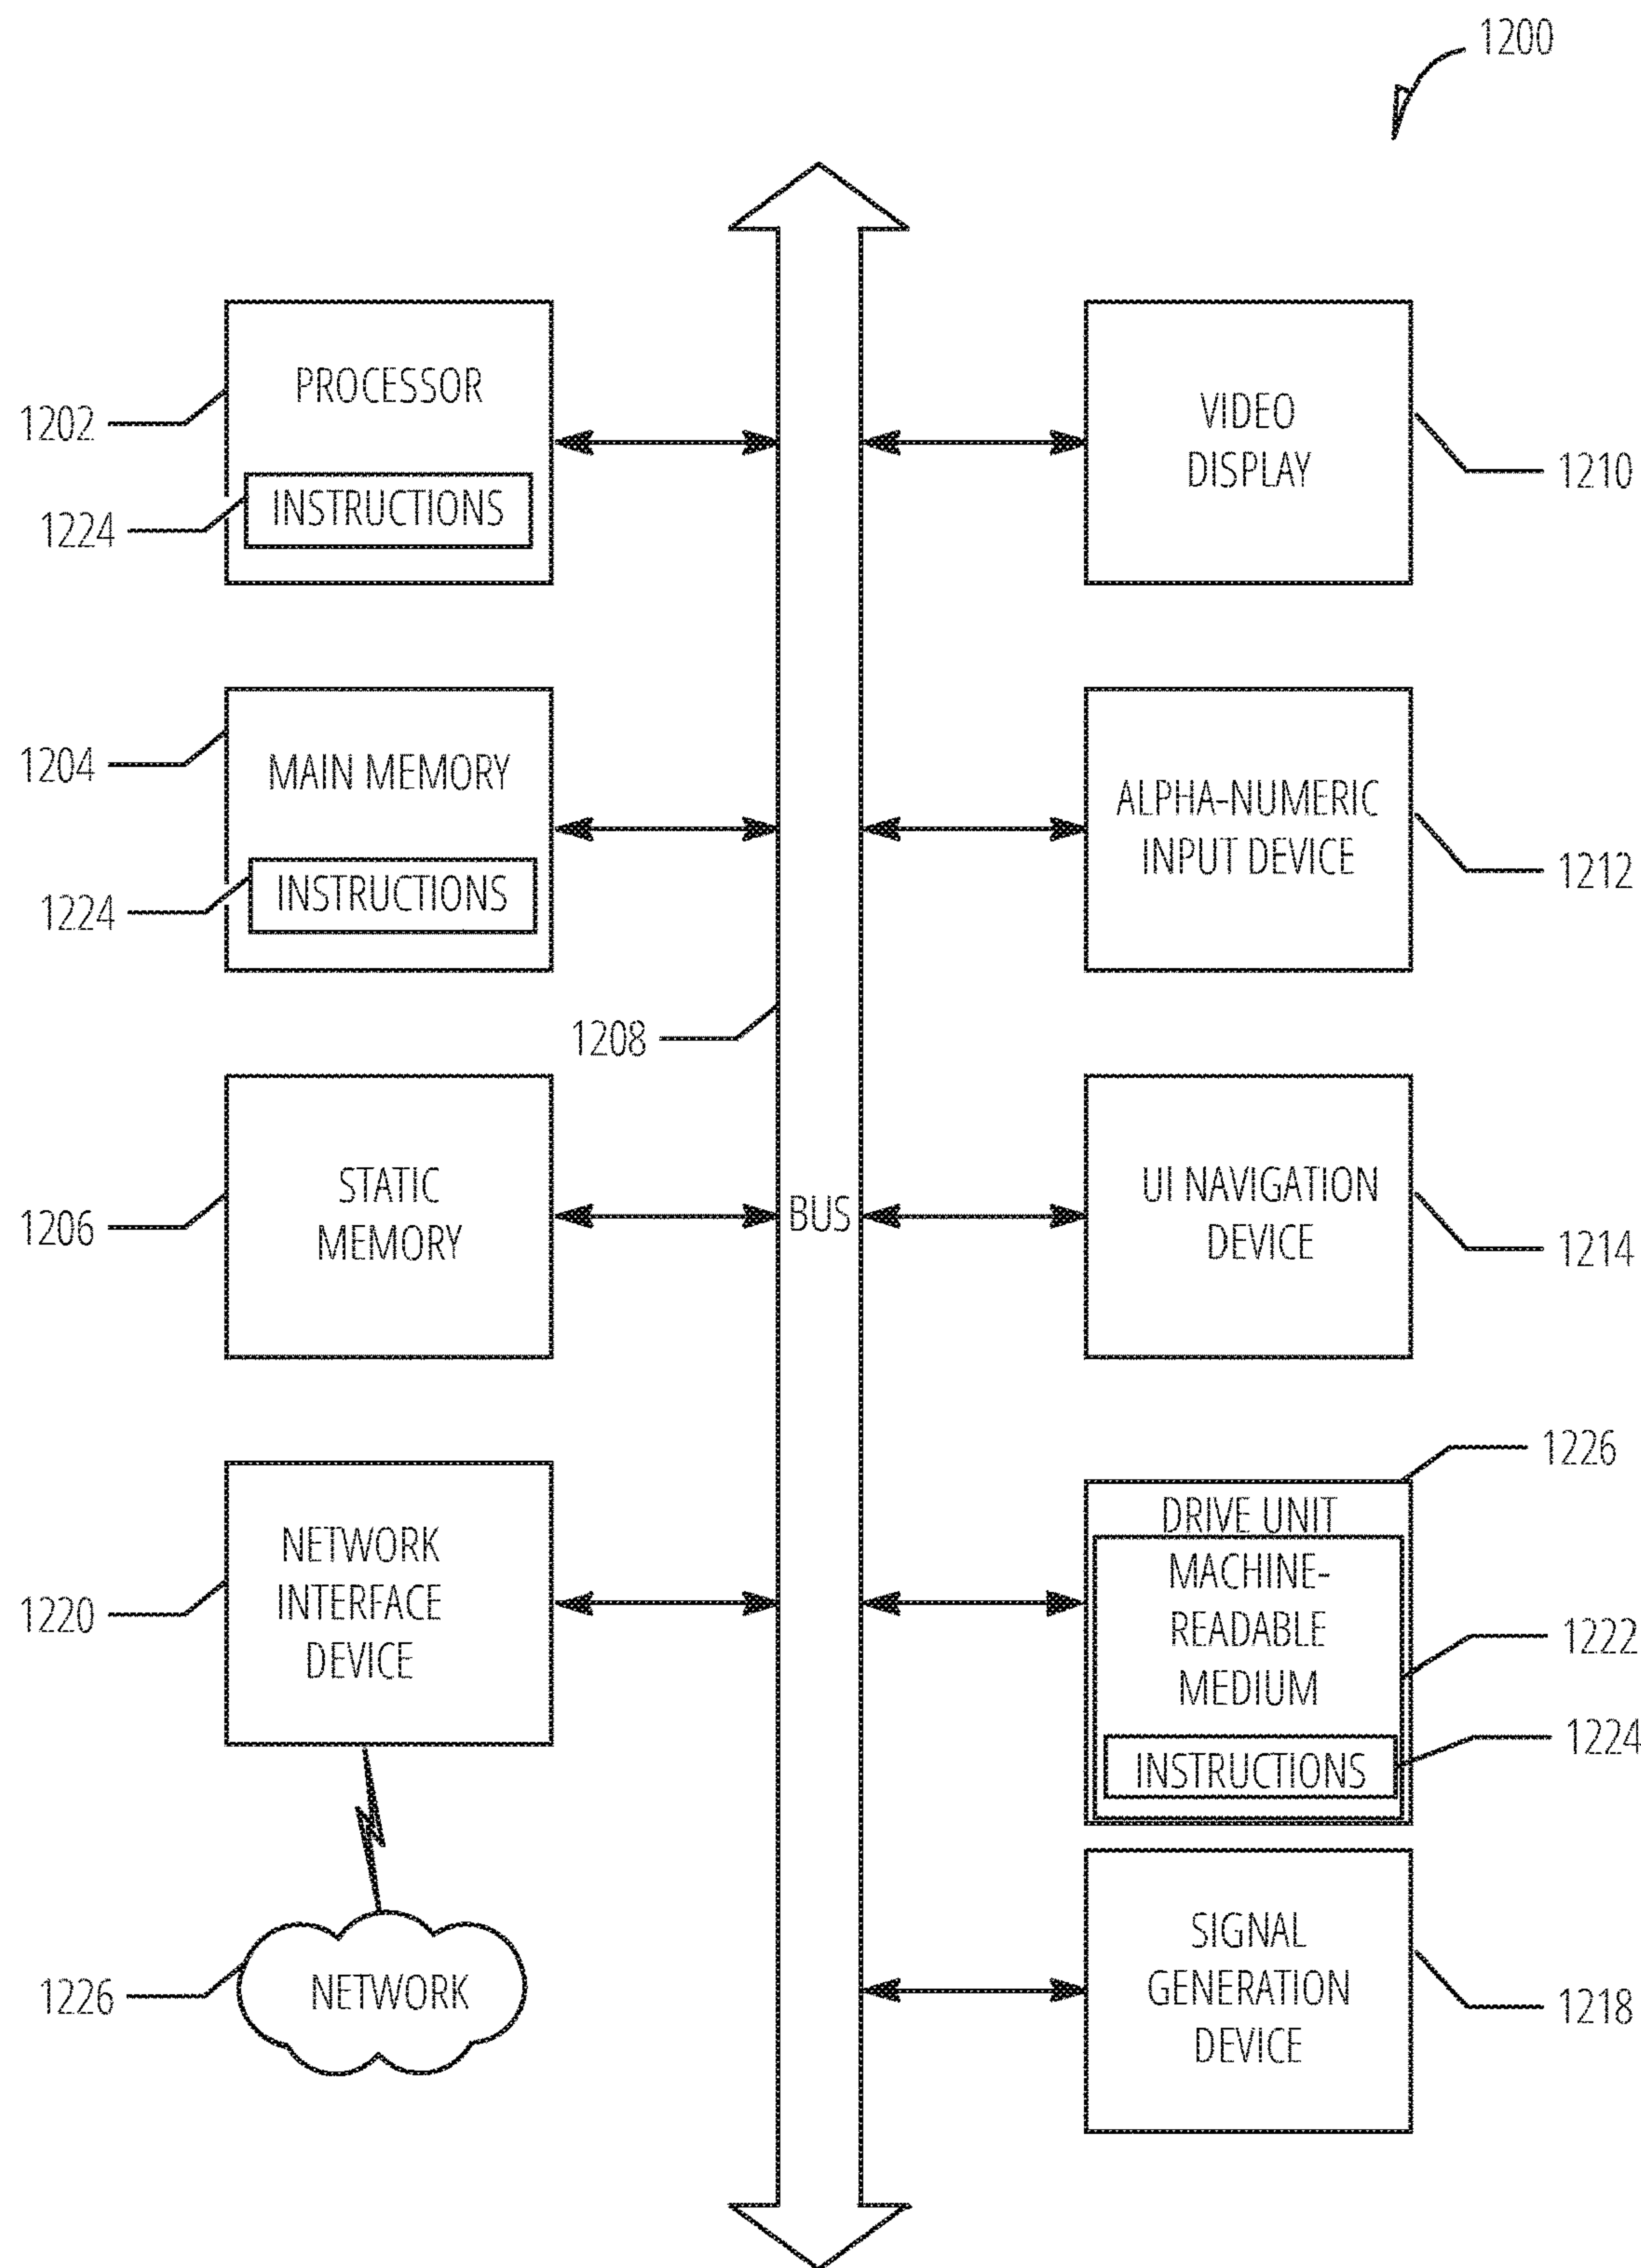 1200
PROCESSOR
1202
INSTRUCTIONS
1224
VIDEO
DISPLAY
1210
MAIN MEMORY
1204
INSTRUCTIONS
1224
ALPHA-NUMERIC
INPUT DEVICE
1212
1208
STATIC
MEMORY
1206
BUS
UI NAVIGATION
DEVICE
1214
NETWORK
INTERFACE
DEVICE
1220
1226
DRIVE UNIT
MACHINE-
READABLE
MEDIUM
1222
INSTRUCTIONS
1224
NETWORK
1226
SIGNAL
GENERATION
DEVICE
1218